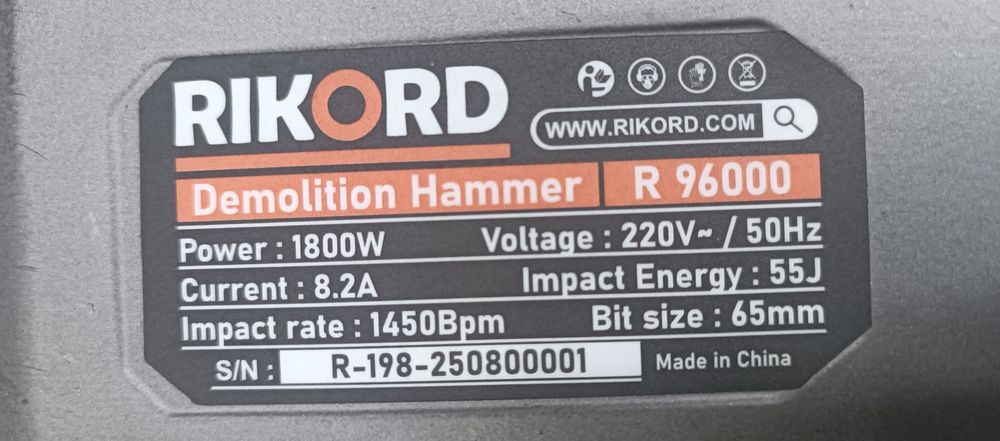 RIKORD
WWW.RIKORD.COM
Demolition Hammer R 96000
Power : 1800W Voltage : 220V~ / 50Hz
Current : 8.2A Impact Energy : 55J
Impact rate : 1450Bpm Bit size : 65mm
S/N : R-198-250800001 Made in China